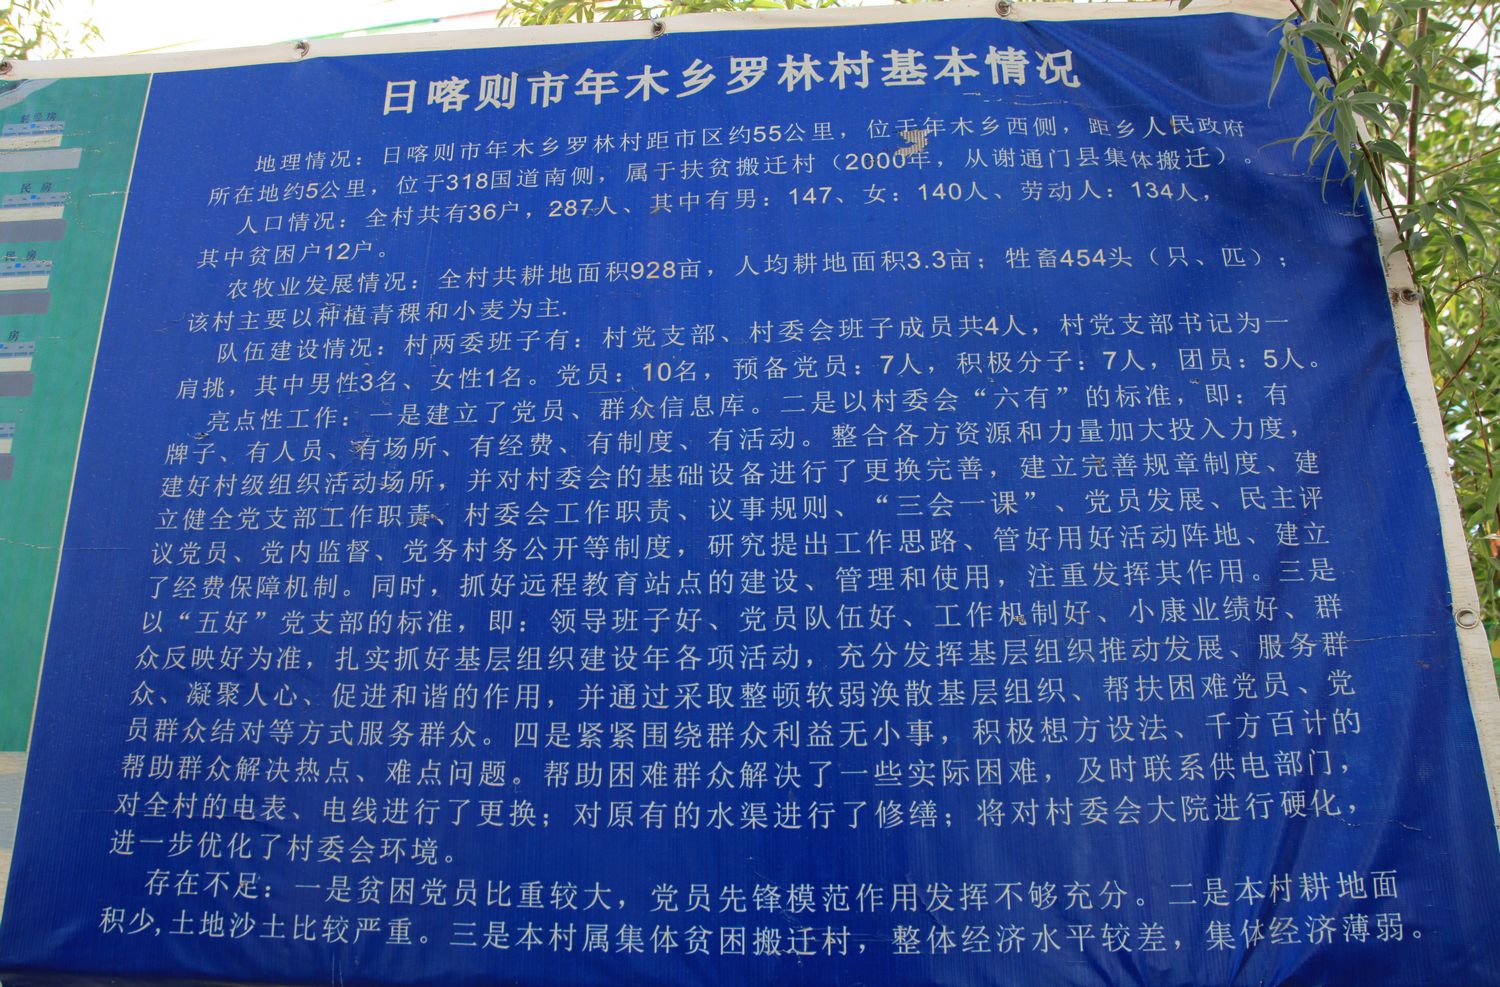 日喀则市年木乡罗林村基本情况
地理情况：日喀则市年木乡罗林村距市区约55公里，位于年木乡西侧，距乡人民政府
所在地约5公里，位于318国道南侧，属于扶贫搬迁村（2000年，从谢通门县集体搬迁）。
人口情况：全村共有36户，287人、其中有男：147、女：140人、劳动人：134人，
其中贫困户12户。
农牧业发展情况：全村共耕地面积928亩，人均耕地面积3.3亩；牲畜454头（只、匹）；
该村主要以种植青稞和小麦为主.
队伍建设情况：村两委班子有：村党支部、村委会班子成员共4人，村党支部书记为一
肩挑，其中男性3名、女性1名。党员：10名，预备党员：7人，积极分子：7人，团员：5人。
亮点性工作：一是建立了党员、群众信息库。二是以村委会“六有”的标准，即：有
牌子、有人员、有场所、有经费、有制度、有活动。整合各方资源和力量加大投入力度，
建好村级组织活动场所，并对村委会的基础设备进行了更换完善，建立完善规章制度、建
立健全党支部工作职责、村委会工作职责、议事规则、“三会一课”、党员发展、民主评
议党员、党内监督、党务村务公开等制度，研究提出工作思路、管好用好活动阵地、建立
了经费保障机制。同时，抓好远程教育站点的建设、管理和使用，注重发挥其作用。三是
以“五好”党支部的标准，即：领导班子好、党员队伍好、工作机制好、小康业绩好、群
众反映好为准，扎实抓好基层组织建设年各项活动，充分发挥基层组织推动发展、服务群
众、凝聚人心、促进和谐的作用，并通过采取整顿软弱涣散基层组织、帮扶困难党员、党
员群众结对等方式服务群众。四是紧紧围绕群众利益无小事，积极想方设法、千方百计的
帮助群众解决热点、难点问题。帮助困难群众解决了一些实际困难，及时联系供电部门，
对全村的电表、电线进行了更换；对原有的水渠进行了修缮；将对村委会大院进行硬化，
进一步优化了村委会环境。
存在不足：一是贫困党员比重较大，党员先锋模范作用发挥不够充分。二是本村耕地面
积少,土地沙土比较严重。三是本村属集体贫困搬迁村，整体经济水平较差，集体经济薄弱。
民房
民房
房